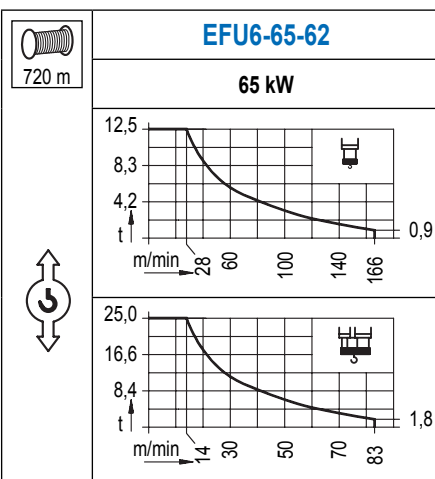 EFU6-65-62
720 m
65 kW
12,5
8,3
4,2
t
0,9
m/min
28 60 100 140 166
25,0
16,6
8,4
t
1,8
m/min
14 30 50 70 83